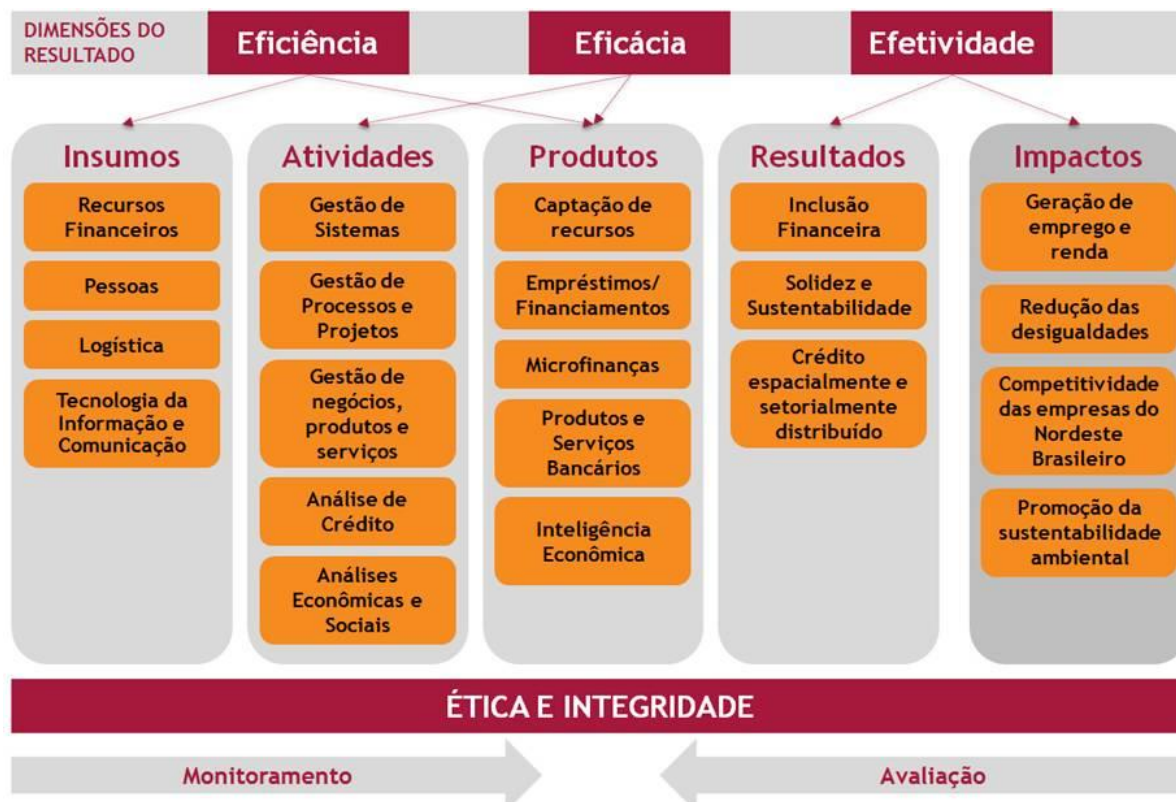 DIMENSÕES DO
RESULTADO
Eficiência
Eficácia
Efetividade
Insumos
Recursos
Financeiros
Pessoas
Logística
Tecnologia da
Informação e
Comunicação
Atividades
Gestão de
Sistemas
Gestão de
Processos e
Projetos
Gestão de
negócios,
produtos e
serviços
Análise de
Crédito
Análises
Econômicas e
Sociais
Produtos
Captação de
recursos
Empréstimos/
Financiamentos
Microfinanças
Produtos e
Serviços
Bancários
Inteligência
Econômica
Resultados
Inclusão
Financeira
Solidez e
Sustentabilidade
Crédito
espacialmente e
setorialmente
distribuído
Impactos
Geração de
emprego e
renda
Redução das
desigualdades
Competitividade
das empresas do
Nordeste
Brasileiro
Promoção da
sustentabilidade
ambiental
ÉTICA E INTEGRIDADE
Monitoramento
Avaliação